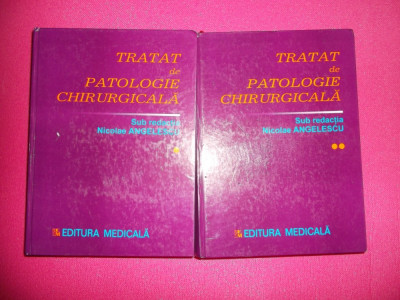 TRATAT
de
PATOLOGIE
CHIRURGICALĂ
Sub redacția
Nicolae ANGELESCU
EDITURA MEDICALĂ
TRATAT
de
PATOLOGIE
CHIRURGICALĂ
Sub redacția
Nicolae ANGELESCU
EDITURA MEDICALĂ